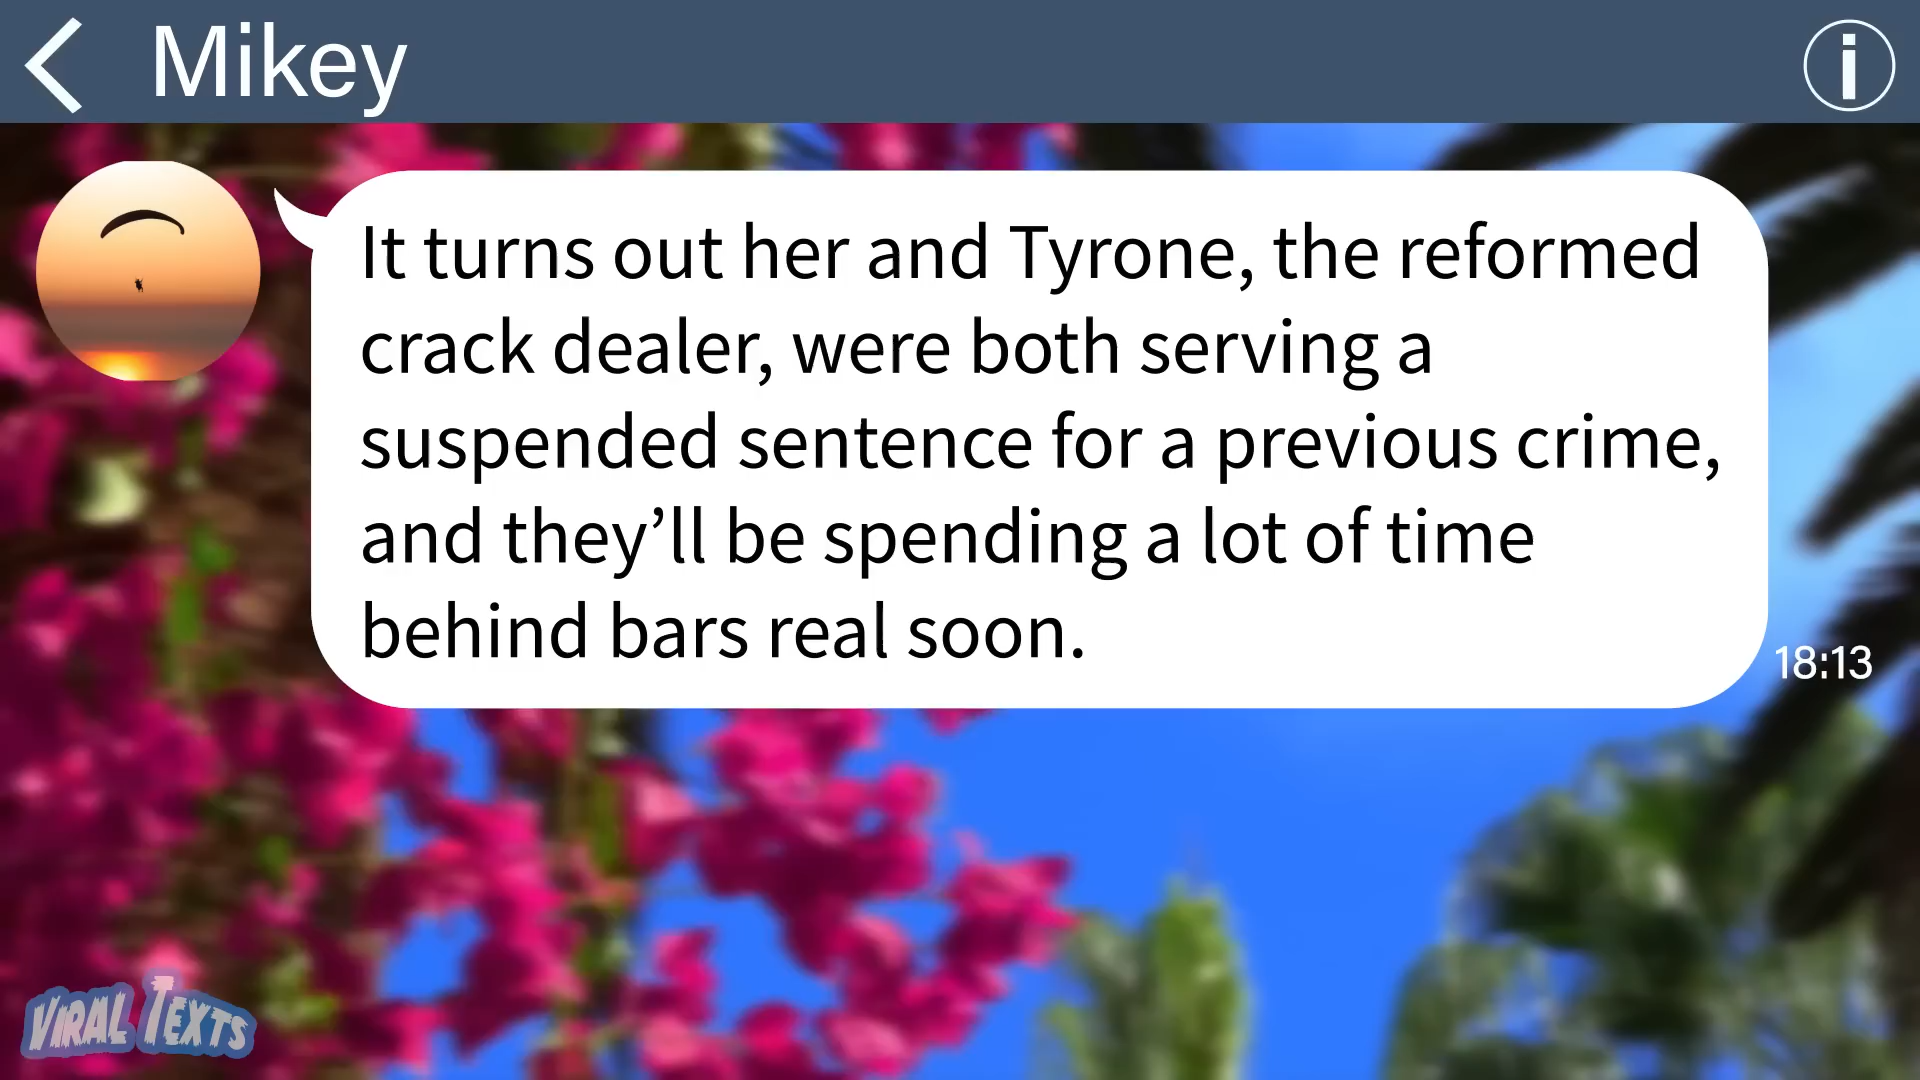 Mikey
It turns out her and Tyrone, the reformed
crack dealer, were both serving a
suspended sentence for a previous crime,
and they’ll be spending a lot of time
behind bars real soon.
18:13
VIRAL TEXTS